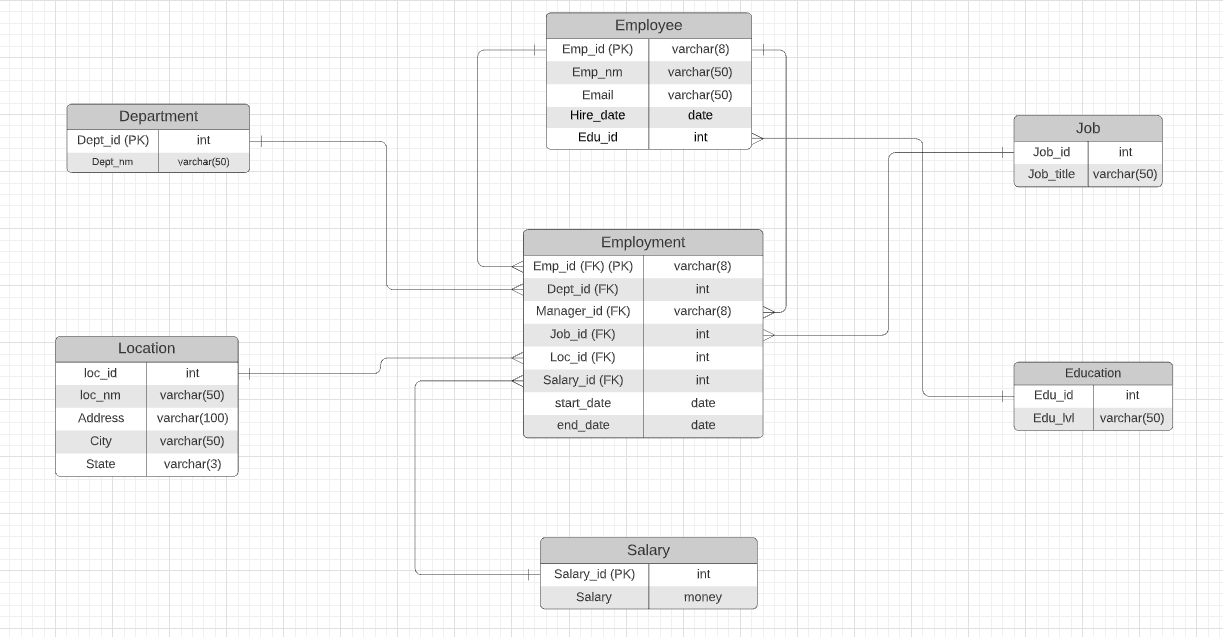 Employee
Emp_id (PK) varchar(8)
Emp_nm varchar(50)
Email varchar(50)
Hire_date date
Edu_id int
Department
Dept_id (PK) int
Dept_nm varchar(50)
Job
Job_id int
Job_title varchar(50)
Employment
Emp_id (FK) (PK) varchar(8)
Dept_id (FK) int
Manager_id (FK) varchar(8)
Job_id (FK) int
Loc_id (FK) int
Salary_id (FK) int
start_date date
end_date date
Location
loc_id int
loc_nm varchar(50)
Address varchar(100)
City varchar(50)
State varchar(3)
Education
Edu_id int
Edu_lvl varchar(50)
Salary
Salary_id (PK) int
Salary money